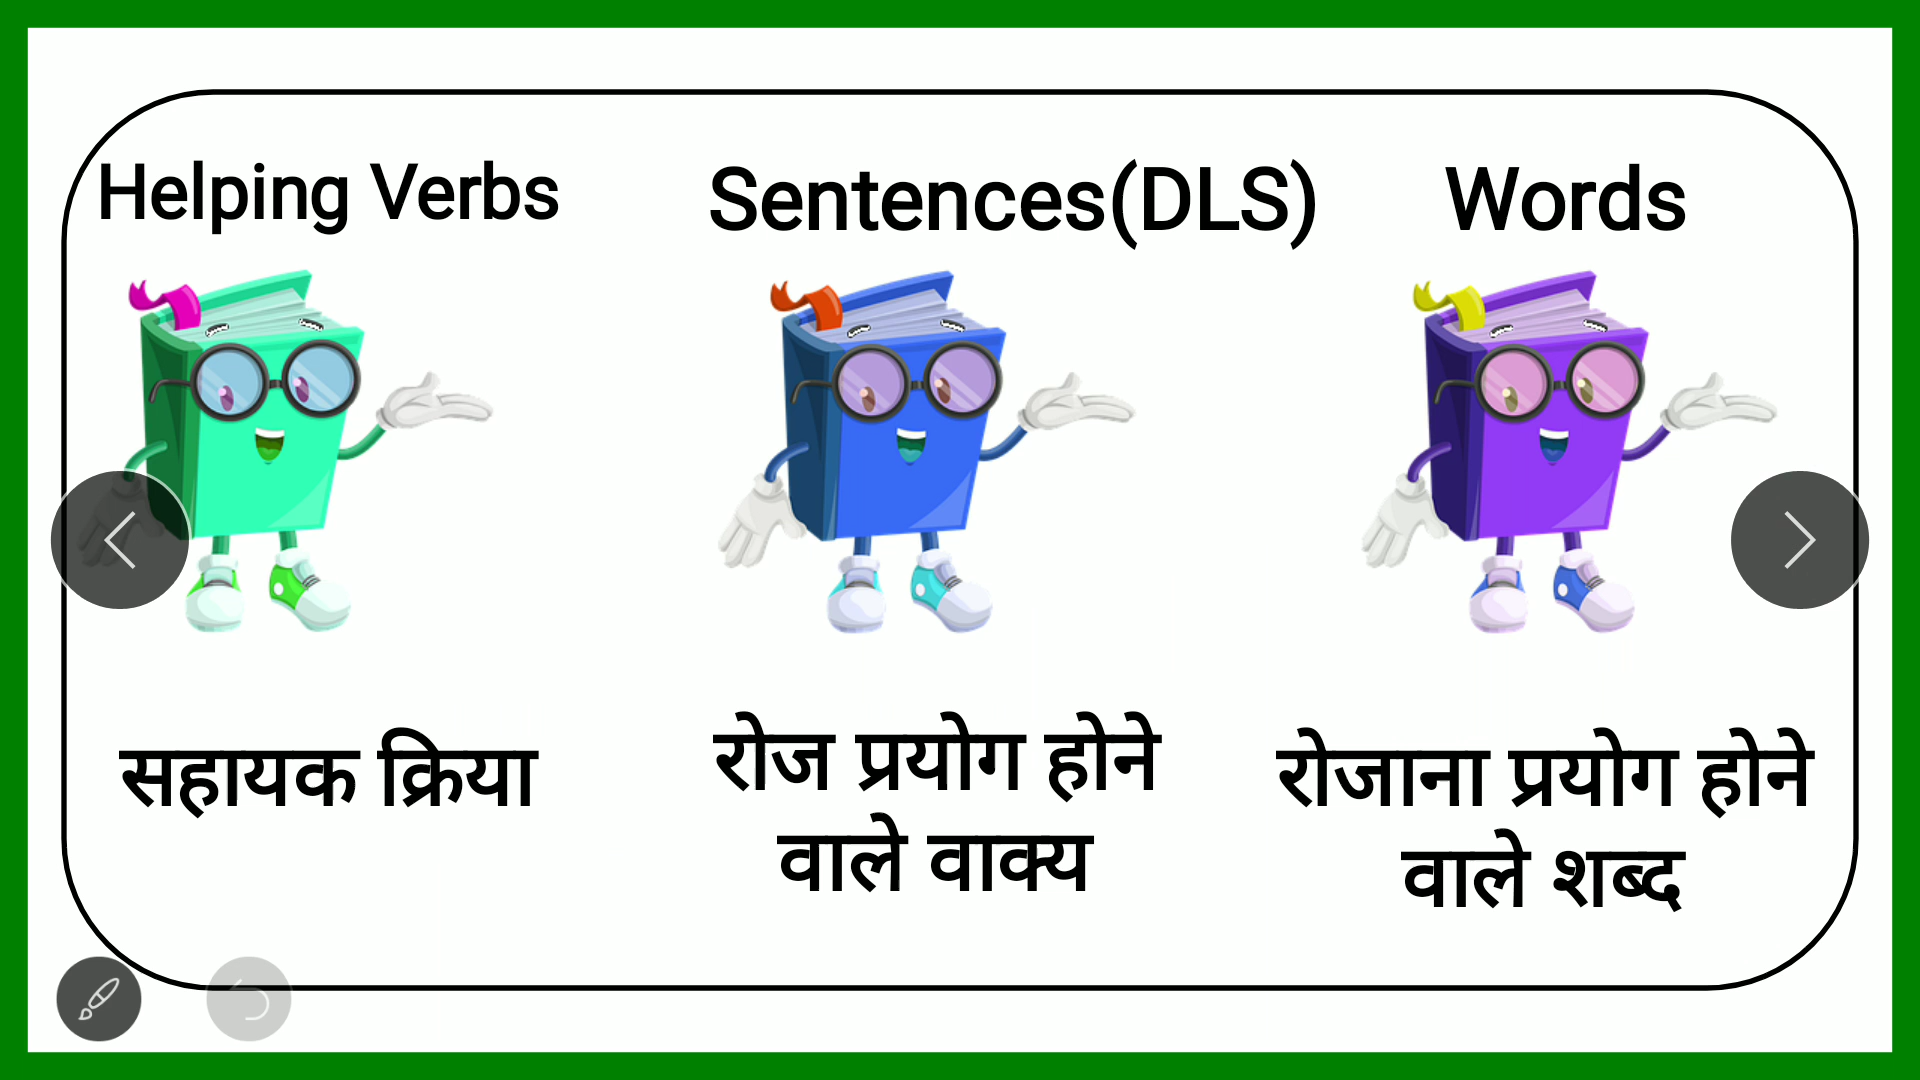 Helping Verbs
Sentences(DLS)
Words
सहायक क्रिया
रोज प्रयोग होने
वाले वाक्य
रोजाना प्रयोग होने
वाले शब्द